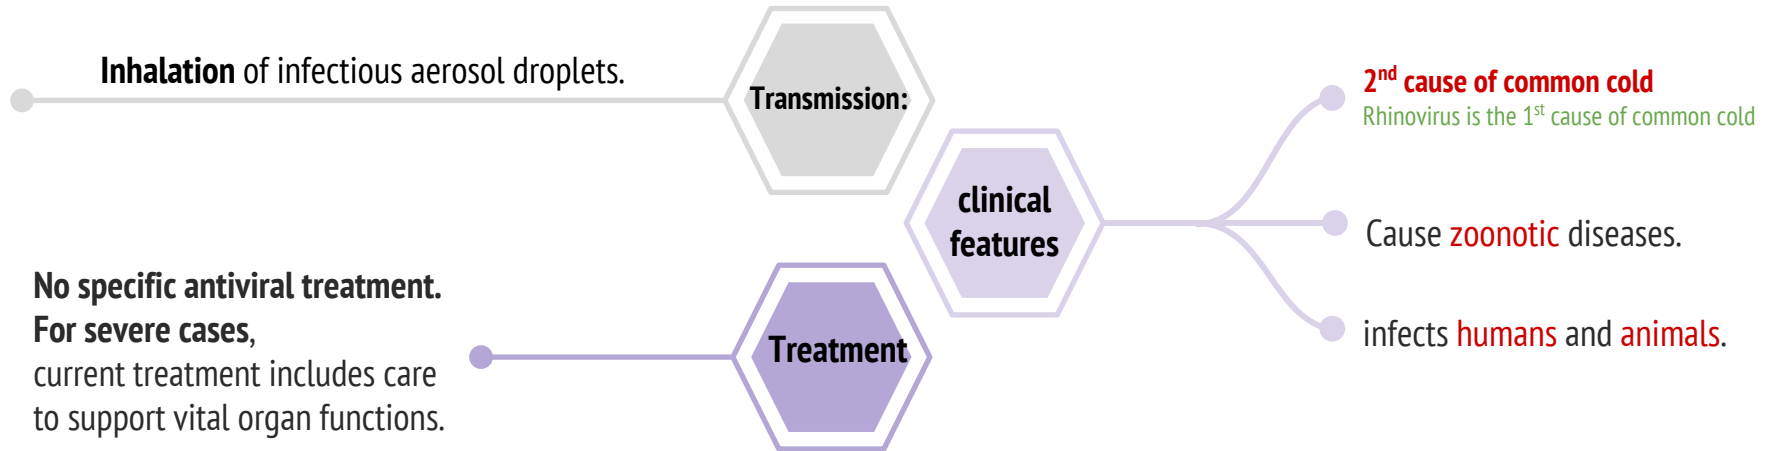 Inhalation of infectious aerosol droplets.
Transmission:
clinical
features
2nd cause of common cold
Rhinovirus is the 1st cause of common cold
Cause zoonotic diseases.
infects humans and animals.
Treatment
No specific antiviral treatment.
For severe cases,
current treatment includes care
to support vital organ functions.